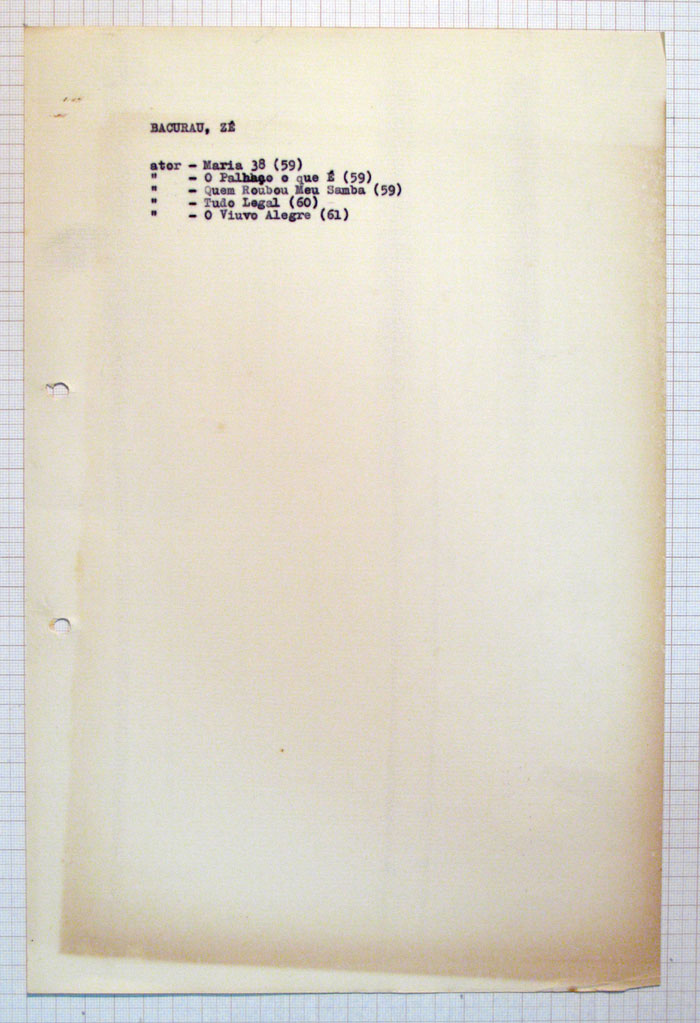 BACURAU, ZÉ
ator - Maria 38 (59)
" - O Palhaço o que É (59)
" - Quem Roubou Meu Samba (59)
" - Tudo Legal (60)
" - O Viuvo Alegre (61)